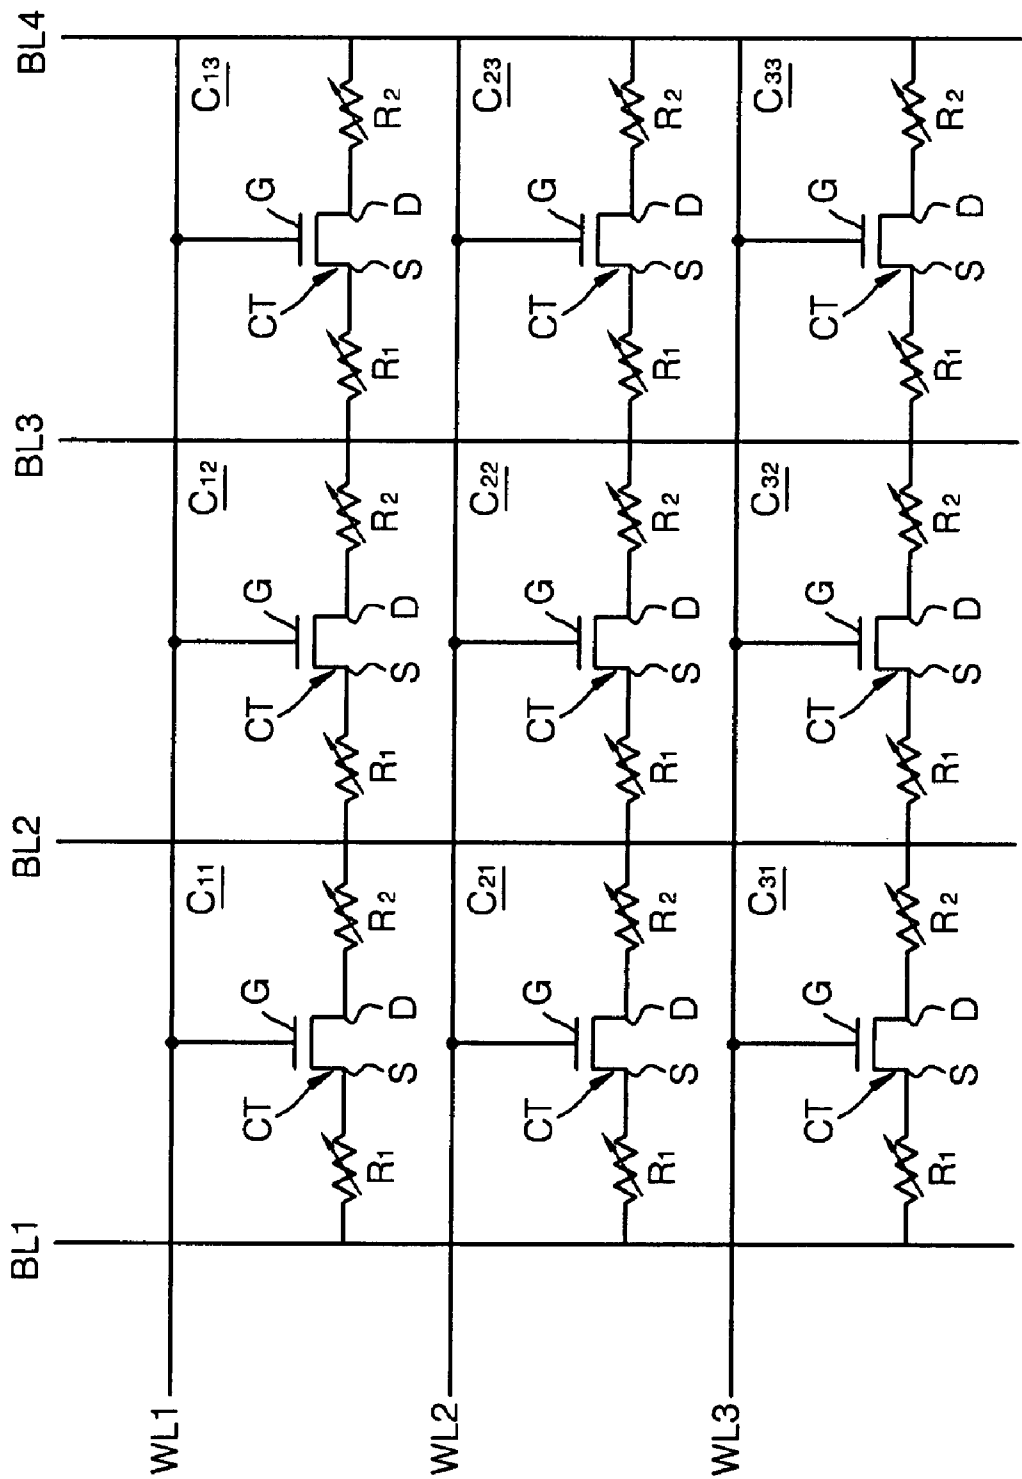 BL1 BL2 BL3 BL4
WL1
C11 C12 C13
G G G
CT CT CT
R1 S D R2 R1 S D R2 R1 S D R2
WL2
C21 C22 C23
G G G
CT CT CT
R1 S D R2 R1 S D R2 R1 S D R2
WL3
C31 C32 C33
G G G
CT CT CT
R1 S D R2 R1 S D R2 R1 S D R2